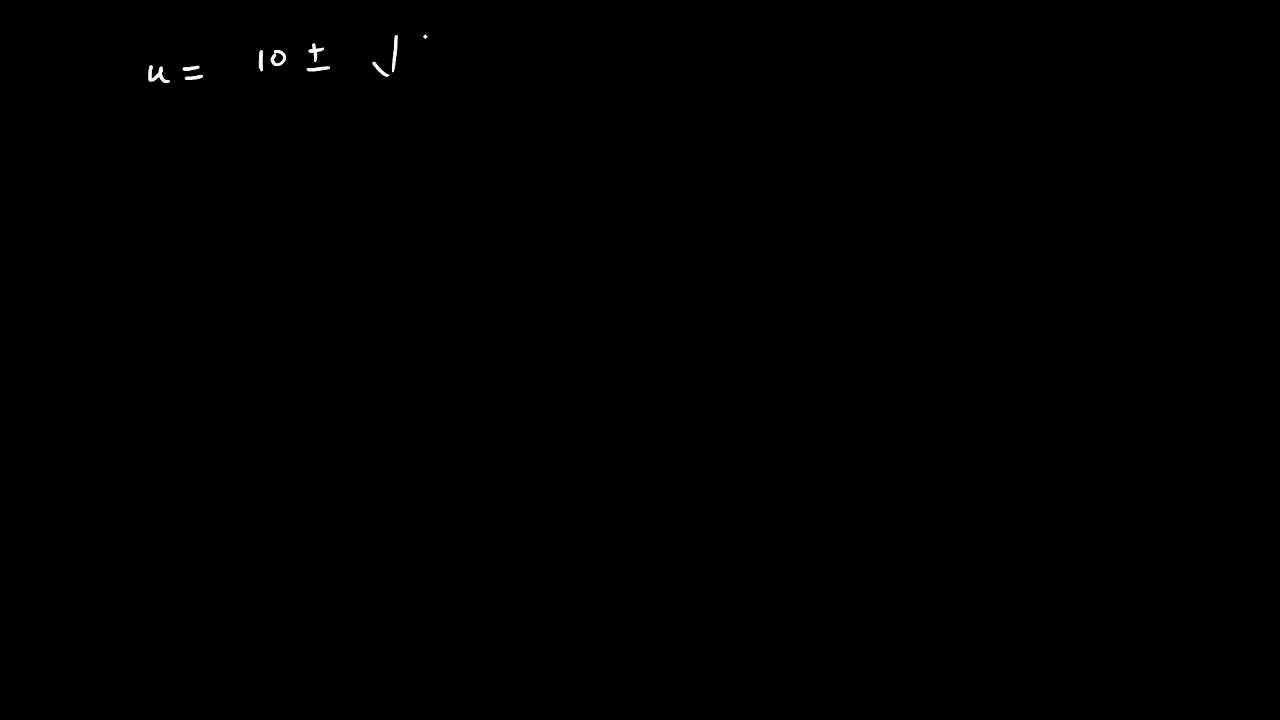 u = 10 ± √